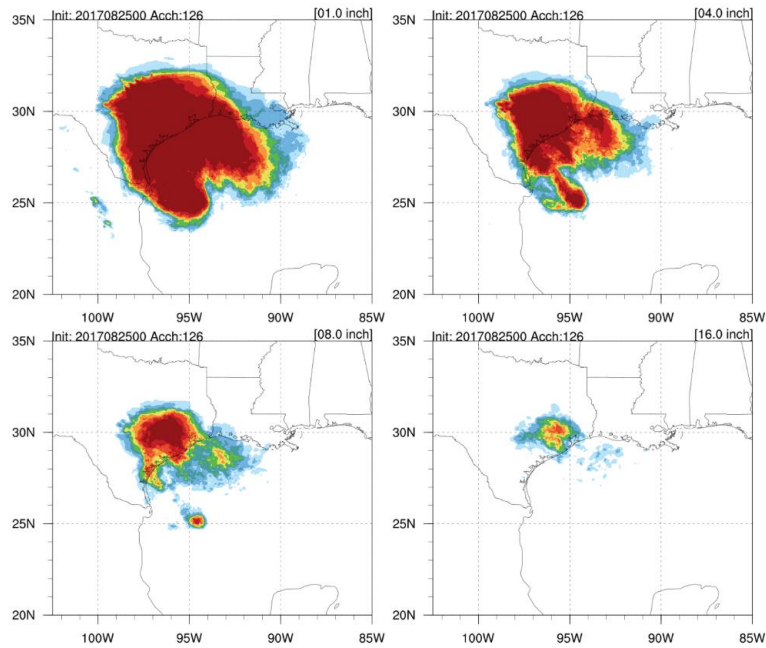 Init: 2017082500 Acch:126 [01.0 inch]
35N
30N
25N
20N
100W 95W 90W 85W
Init: 2017082500 Acch:126 [04.0 inch]
35N
30N
25N
20N
100W 95W 90W 85W
Init: 2017082500 Acch:126 [08.0 inch]
35N
30N
25N
20N
100W 95W 90W 85W
Init: 2017082500 Acch:126 [16.0 inch]
35N
30N
25N
20N
100W 95W 90W 85W